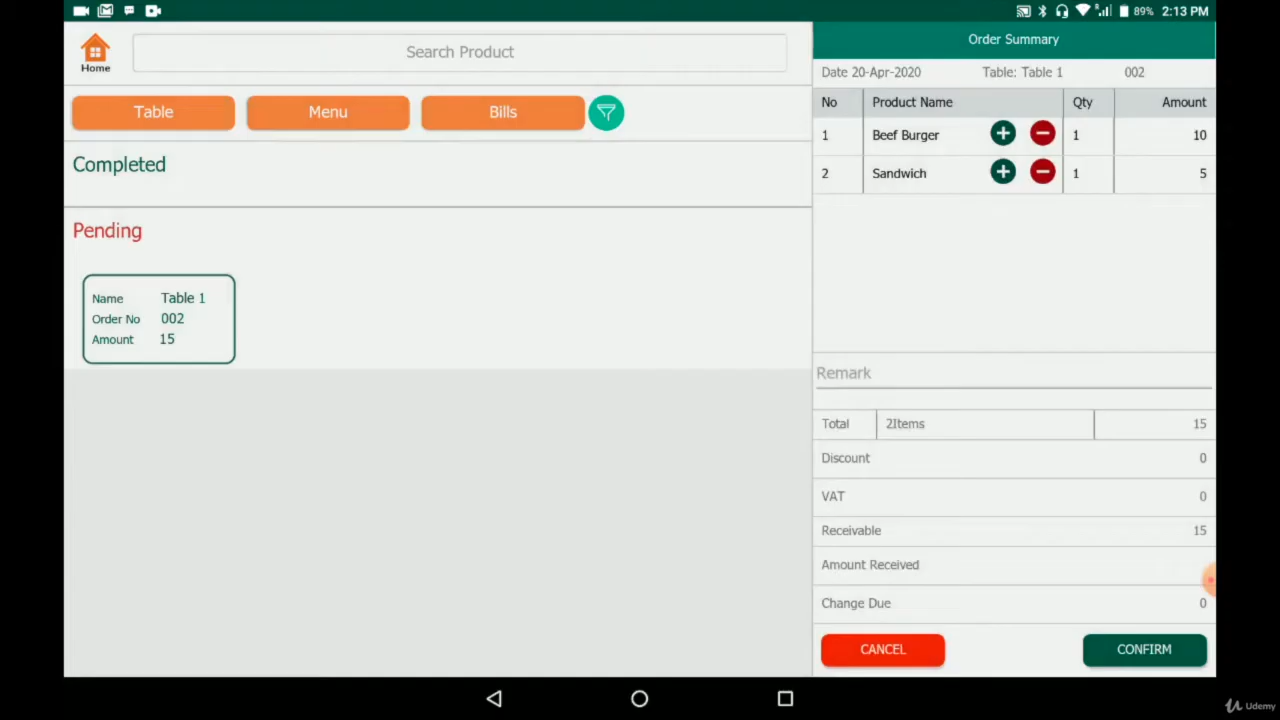 89% 2:13 PM
Home
Search Product
Table Menu Bills
Completed
Pending
Name Table 1
Order No 002
Amount 15
Order Summary
Date 20-Apr-2020 Table: Table 1 002
No Product Name Qty Amount
1 Beef Burger 1 10
2 Sandwich 1 5
Remark
Total 2Items 15
Discount 0
VAT 0
Receivable 15
Amount Received
Change Due 0
CANCEL CONFIRM
Udemy